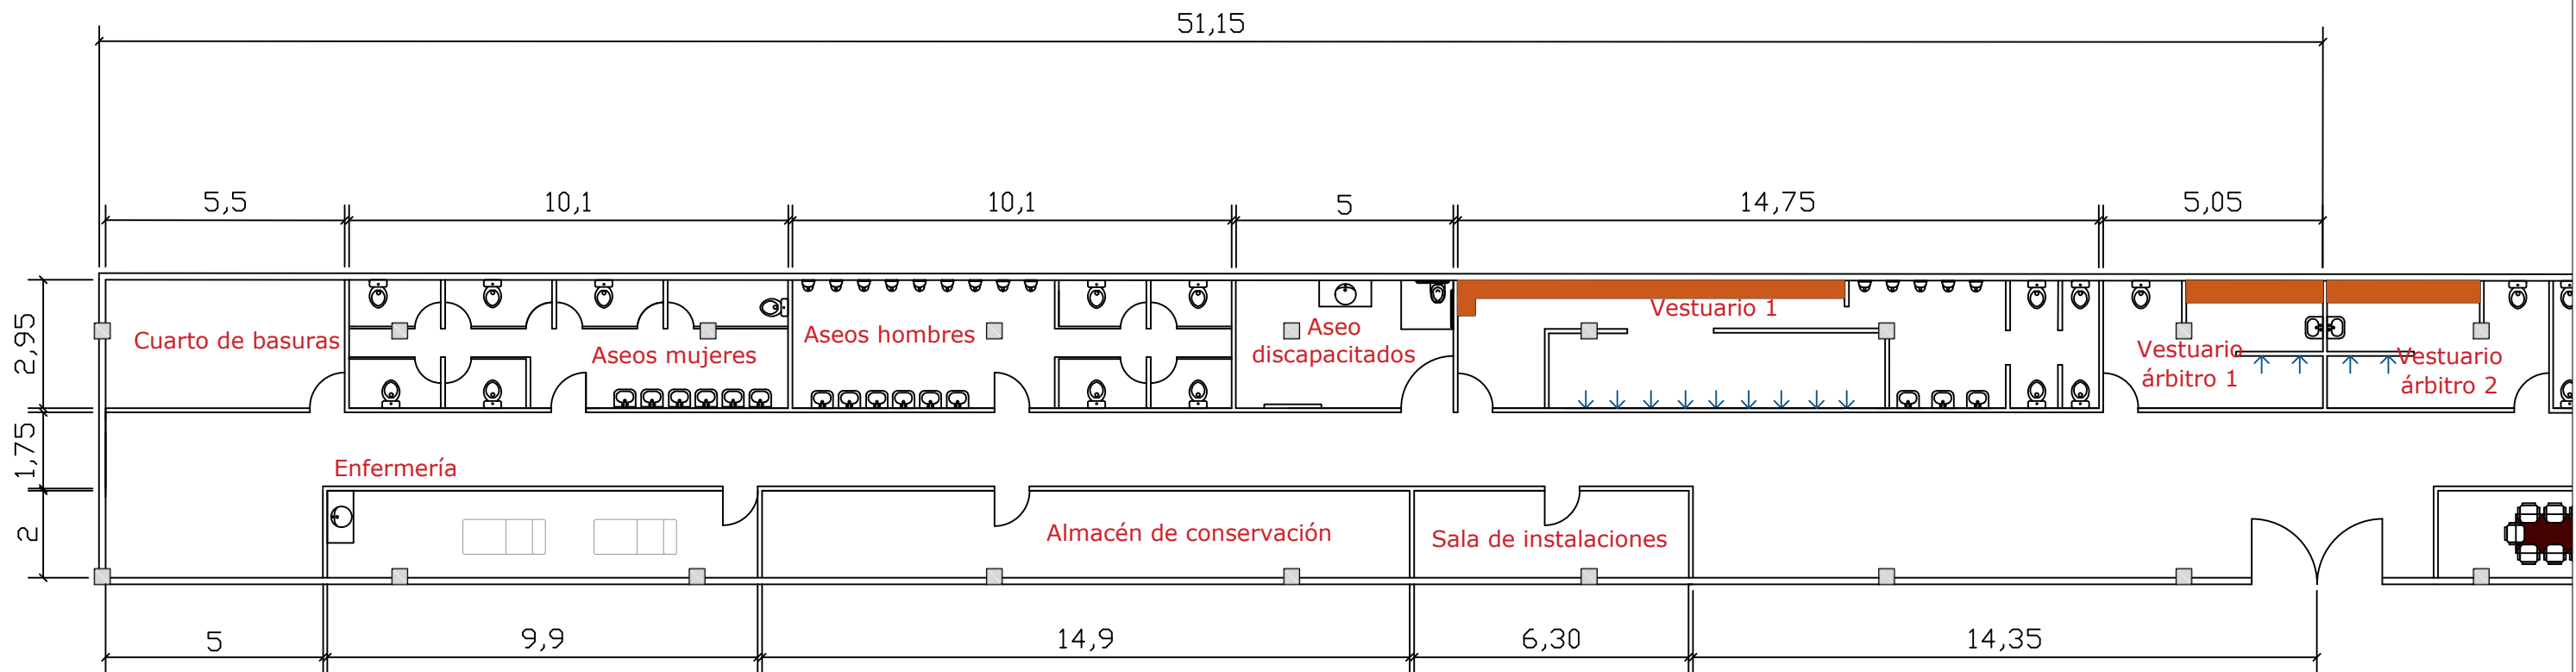 51,15
5,5
10,1
10,1
5
14,75
5,05
2,95
1,75
2
Cuarto de basuras
Aseos mujeres
Aseos hombres
Aseo
discapacitados
Vestuario 1
Vestuario
árbitro 1
Vestuario
árbitro 2
Enfermería
Almacén de conservación
Sala de instalaciones
5
9,9
14,9
6,30
14,35